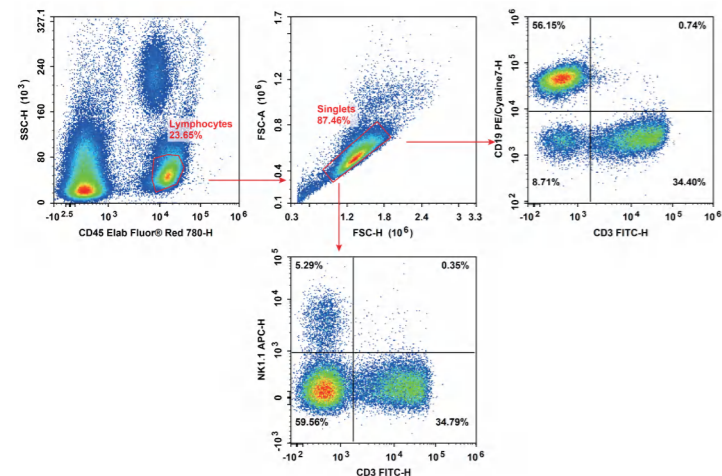 327.1
240
160
80
0
SSC-H (10³)
Lymphocytes
23.65%
-10^2.5 10³ 10⁴ 10⁵ 10⁶
CD45 Elab Fluor® Red 780-H
1.7
1.2
0.8
0.4
0.1
FSC-A (10⁶)
Singlets
87.46%
0.3 1.2 1.8 2.4 3.3
FSC-H (10⁶)
10⁶
10⁵
10⁴
10³
10²
CD19 PE/Cyanine7-H
56.15% 0.74%
8.71% 34.40%
-10² 10³ 10⁴ 10⁵ 10⁶
CD3 FITC-H
10⁵
10⁴
10³
0
-10³
NK1.1 APC-H
5.29% 0.35%
59.56% 34.79%
-10² 10³ 10⁴ 10⁵ 10⁶
CD3 FITC-H